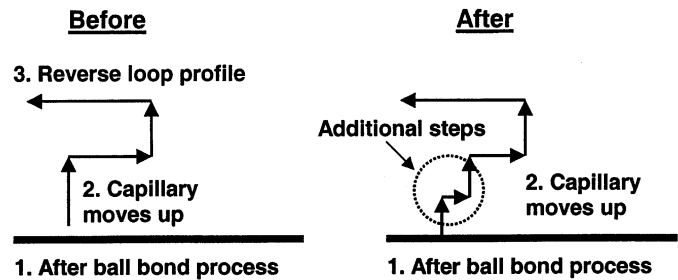 Before
3. Reverse loop profile
2. Capillary
moves up
1. After ball bond process
After
Additional steps
2. Capillary
moves up
1. After ball bond process